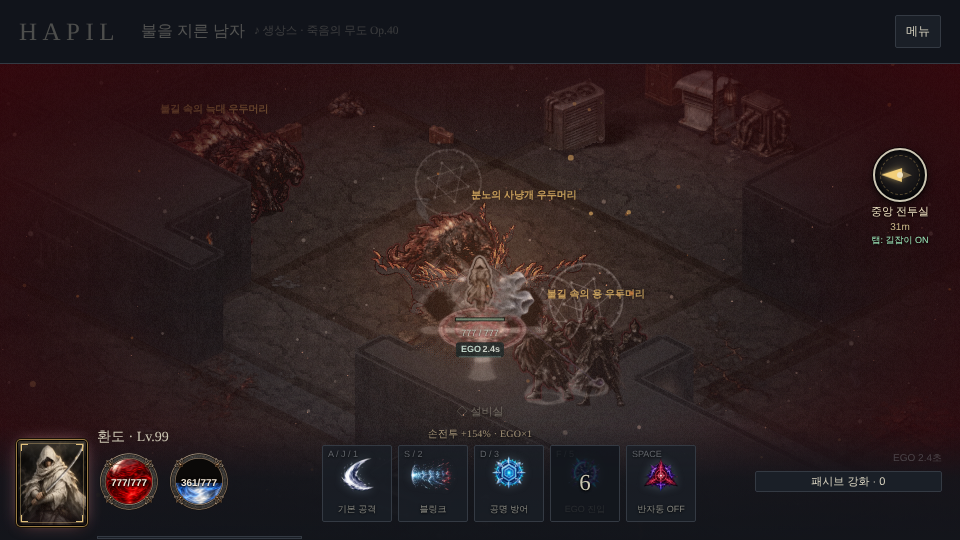 HAPIL 불을 지른 남자 ♪ 생상스 · 죽음의 무도 Op.40 메뉴
불길 속의 늑대 우두머리
분노의 사냥개 우두머리
중앙 전투실
31m
탭: 길잡이 ON
불길 속의 용 우두머리
777/777
EGO 2.4s
설비실
손전투 +154% · EGO×1
환도 · Lv.99
777/777 361/777
A / J / 1 S / 2 D / 3 SPACE
6
기본 공격 블링크 공명 방어 EGO 진입 반자동 OFF
EGO 2.4초
패시브 강화 · 0